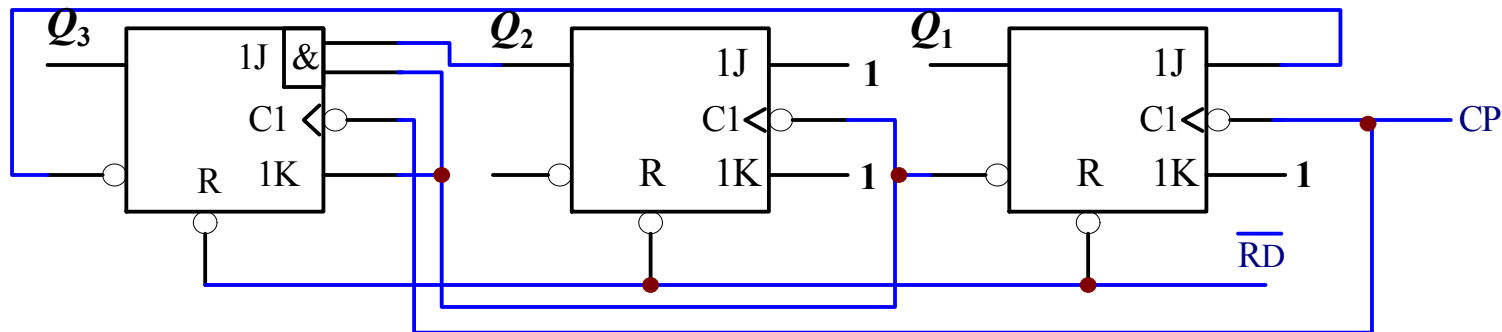 Q3 1J & Q2 1J 1 Q1 1J
C1 C1 C1 CP
R 1K R 1K 1 R 1K 1
RD